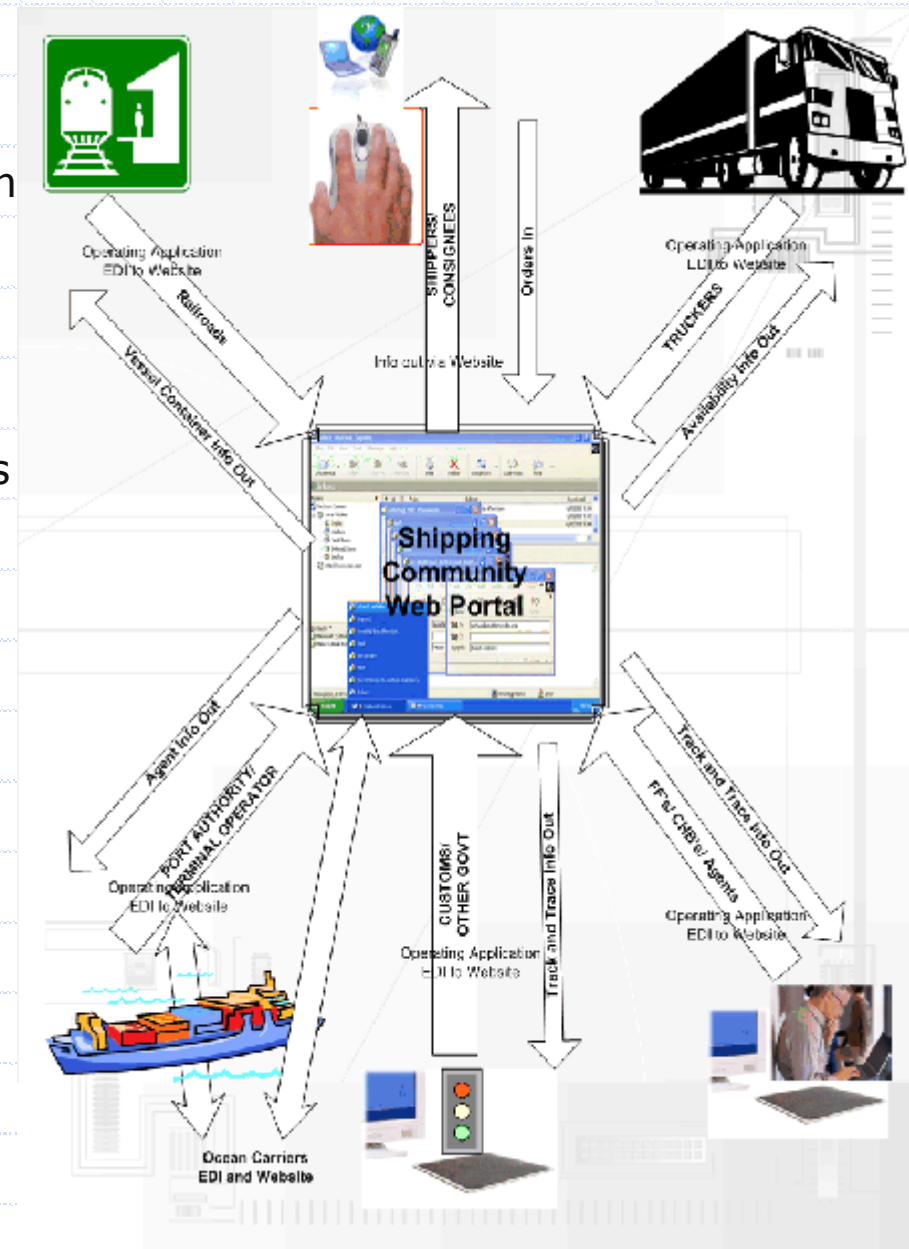 n
Operating Application
EDI to Website
Railroads
Vessel Container Info Out
SHIPPERS/
CONSIGNEES
Orders In
Info out via Website
Operating Application
EDI to Website
TRUCKERS
Availability Info Out
s
Shipping
Community
Web Portal
Agent Info Out
PORT AUTHORITY/
TERMINAL OPERATOR
Operating Application
EDI to Website
CUSTOMS/
OTHER GOVT
Operating Application
EDI to Website
Track and Trace Info Out
Track and Trace Info Out
FF's/ CHB's/ Agents
Operating Application
EDI to Website
Ocean Carriers
EDI and Website